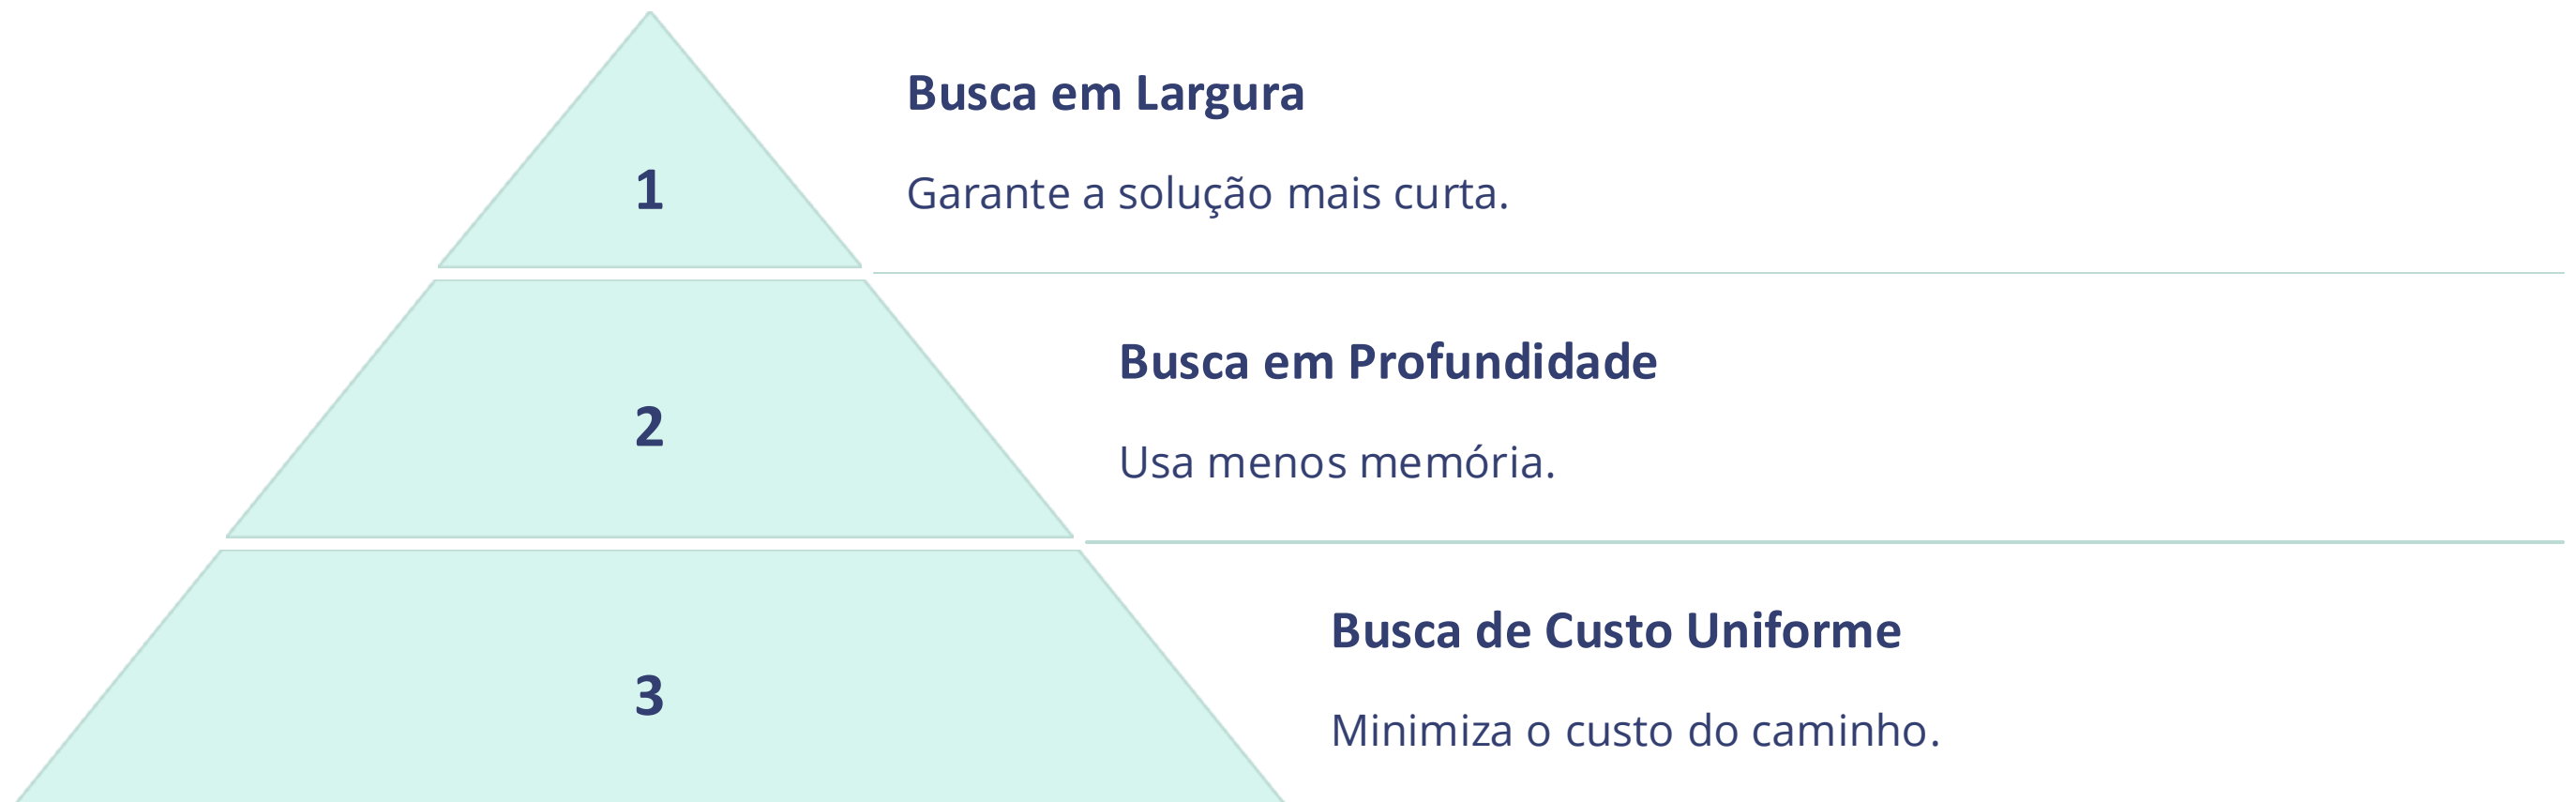 1
Busca em Largura
Garante a solução mais curta.
2
Busca em Profundidade
Usa menos memória.
3
Busca de Custo Uniforme
Minimiza o custo do caminho.